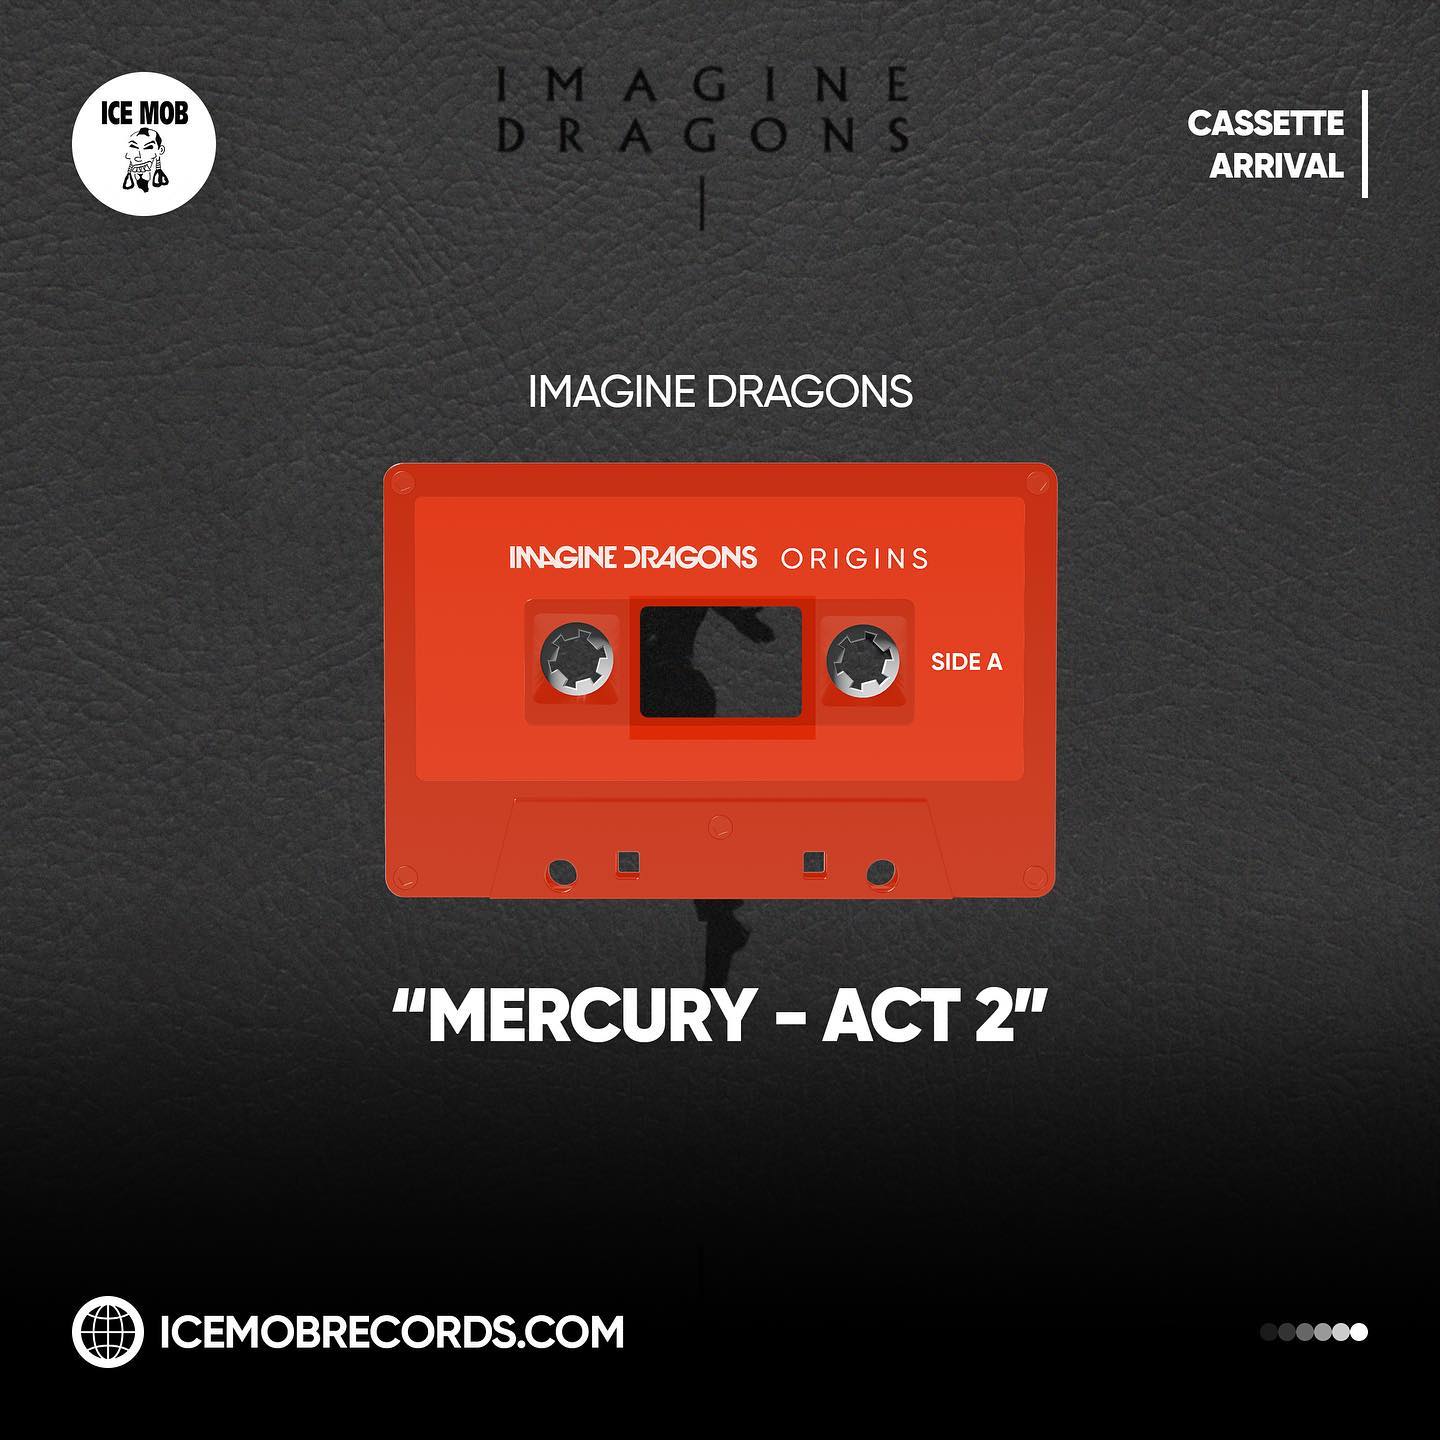 ICE MOB
IMAGINE
DRAGONS
CASSETTE
ARRIVAL
IMAGINE DRAGONS
IMAGINE DRAGONS ORIGINS
SIDE A
“MERCURY - ACT 2”
ICEMOBRECORDS.COM